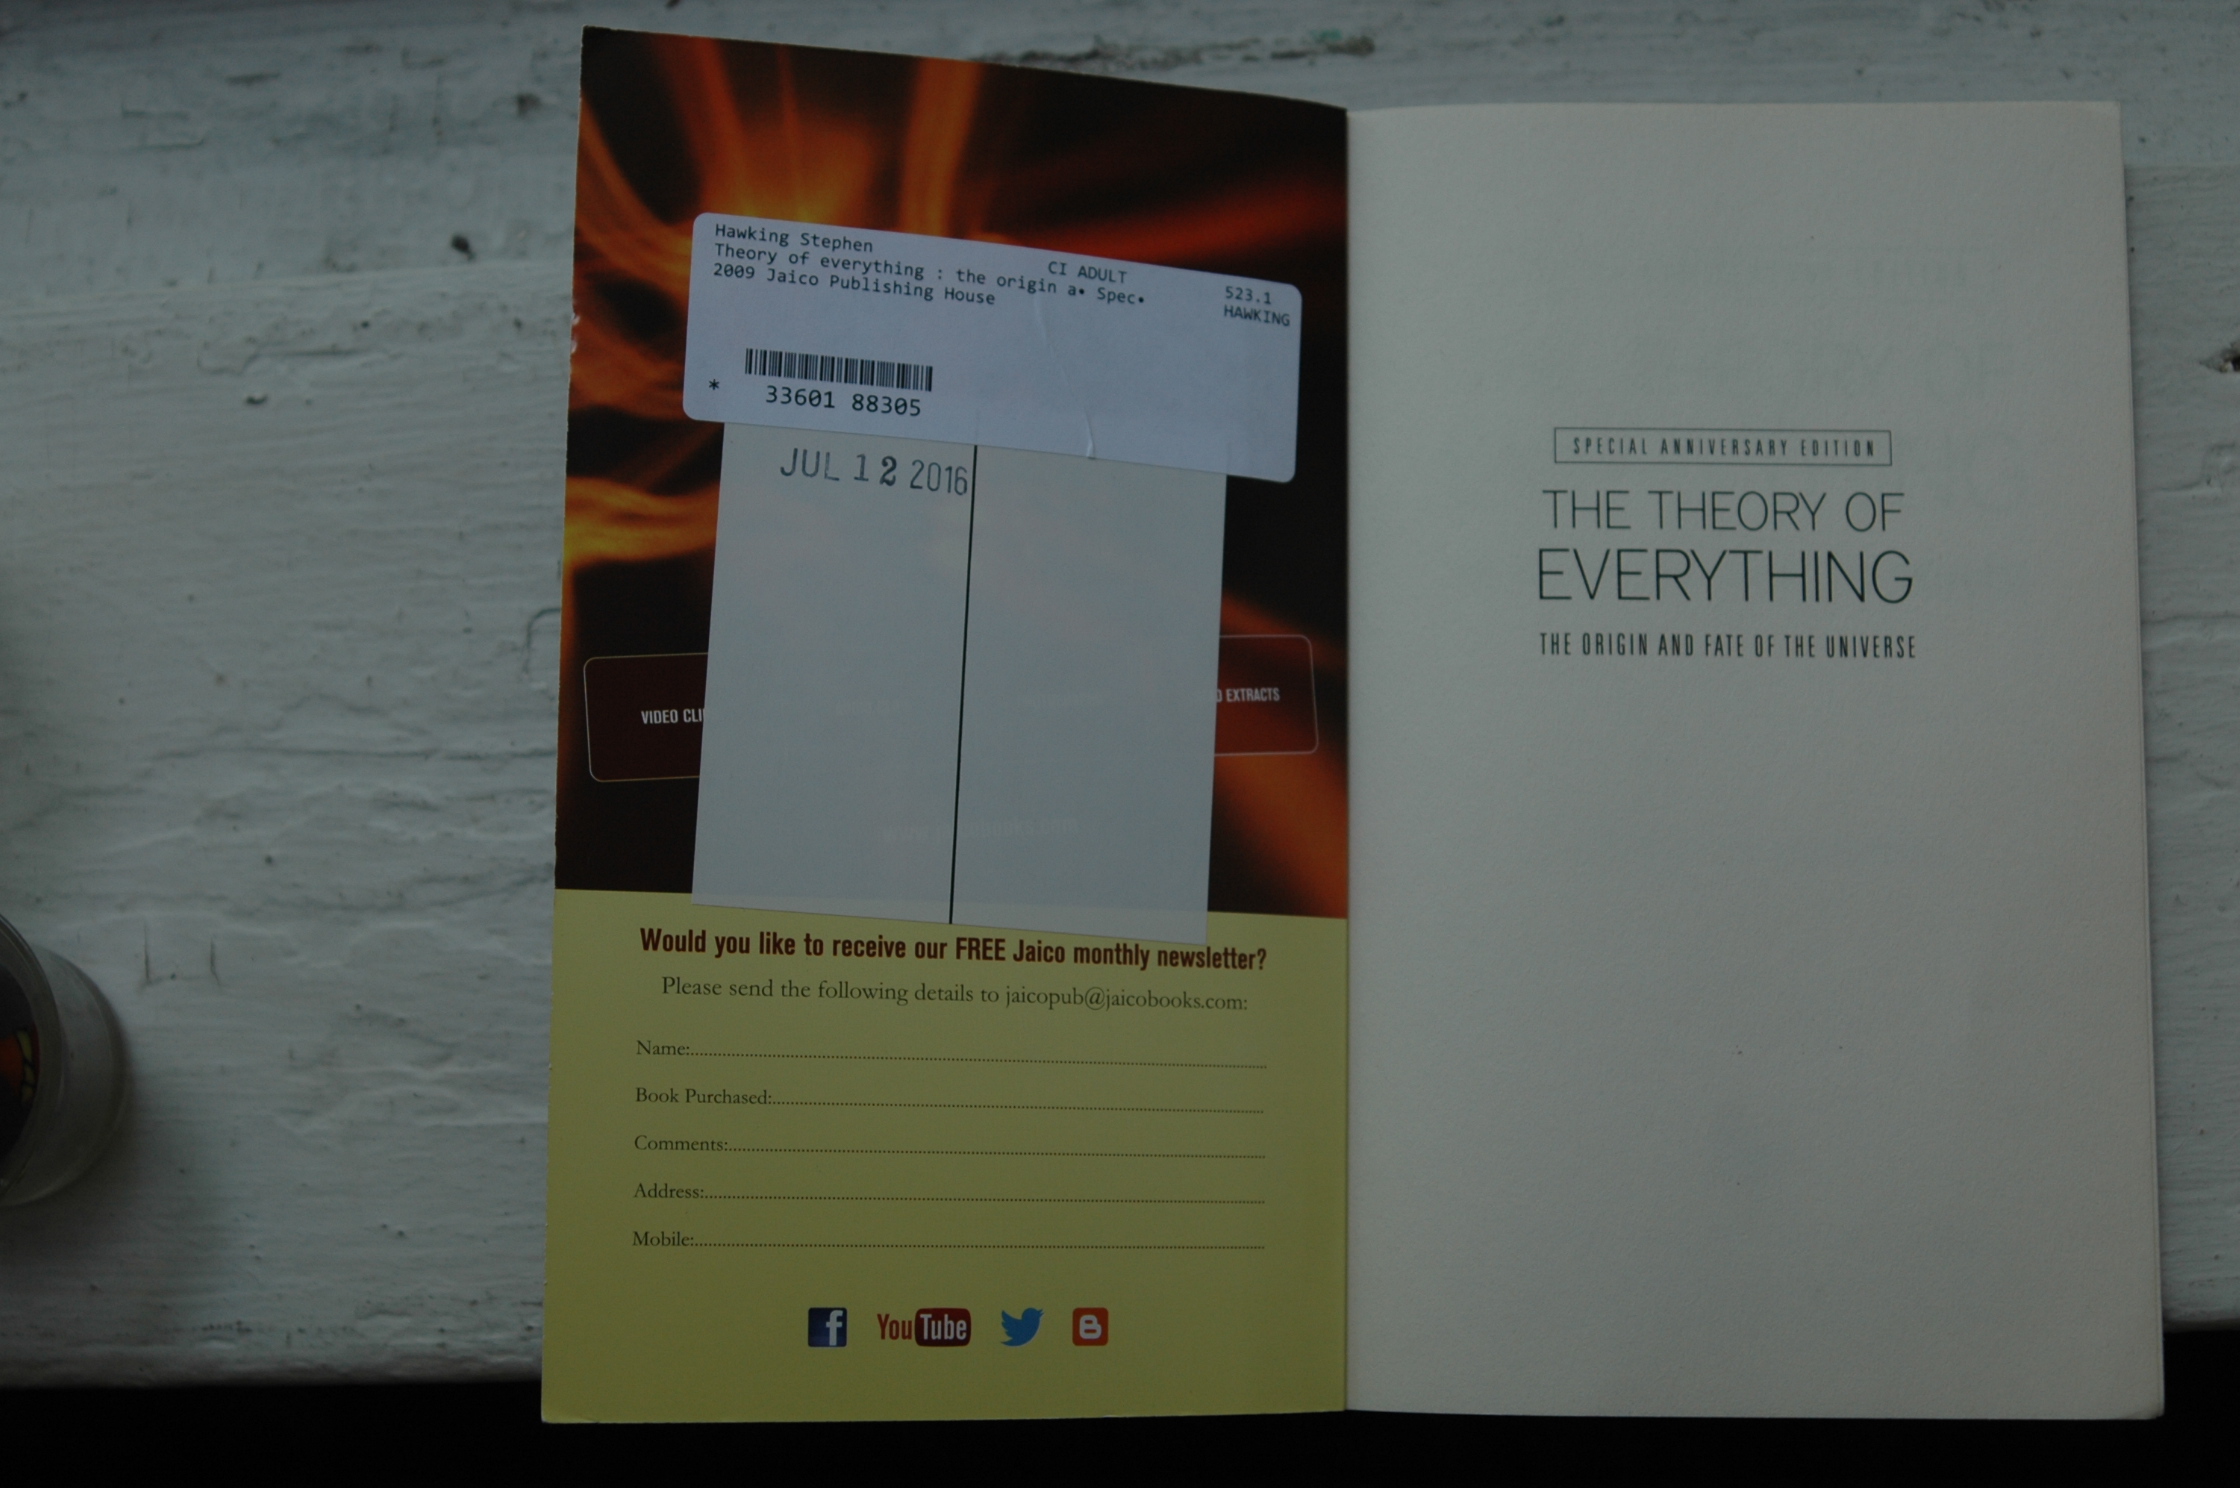 Hawking Stephen
CI ADULT
Theory of everything : the origin a• Spec•
2009 Jaico Publishing House
523.1
HAWKING
* 33601 88305
JUL 12 2016
VIDEO CLI
EXTRACTS
Would you like to receive our FREE Jaico monthly newsletter?
Please send the following details to jaicopub@jaicobooks.com:
Name:
Book Purchased:
Comments:
Address:
Mobile:
f YouTube B
SPECIAL ANNIVERSARY EDITION
THE THEORY OF
EVERYTHING
THE ORIGIN AND FATE OF THE UNIVERSE